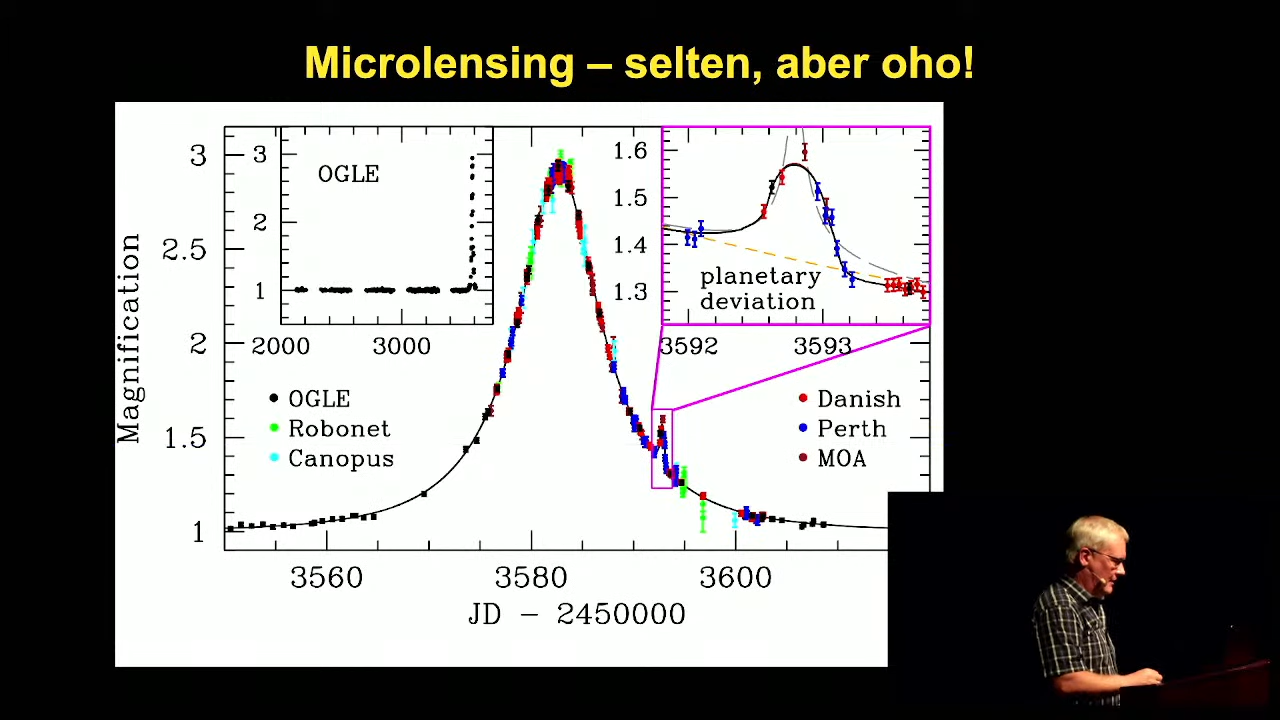 Microlensing – selten, aber oho!
3
2.5
2
1.5
1
Magnification
3560
3580
3600
JD − 2450000
OGLE
3
2
1
2000
3000
1.6
1.5
1.4
1.3
planetary
deviation
3592
3593
OGLE
Robonet
Canopus
Danish
Perth
MOA